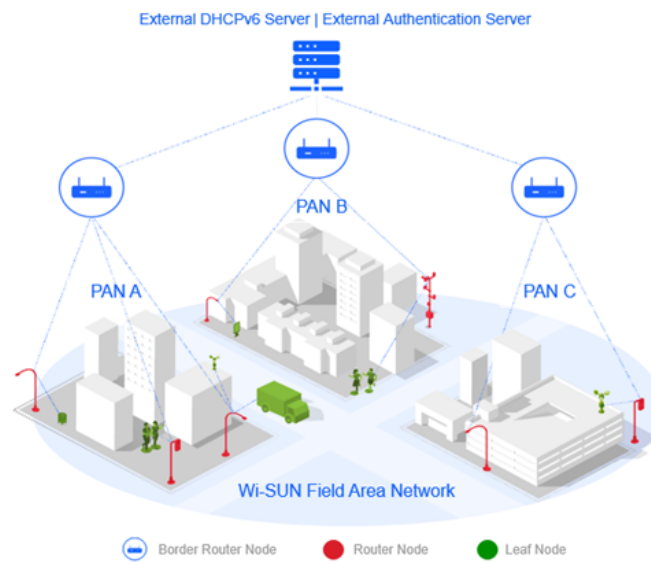 External DHCPv6 Server | External Authentication Server
PAN B
PAN A
PAN C
Wi-SUN Field Area Network
Border Router Node
Router Node
Leaf Node